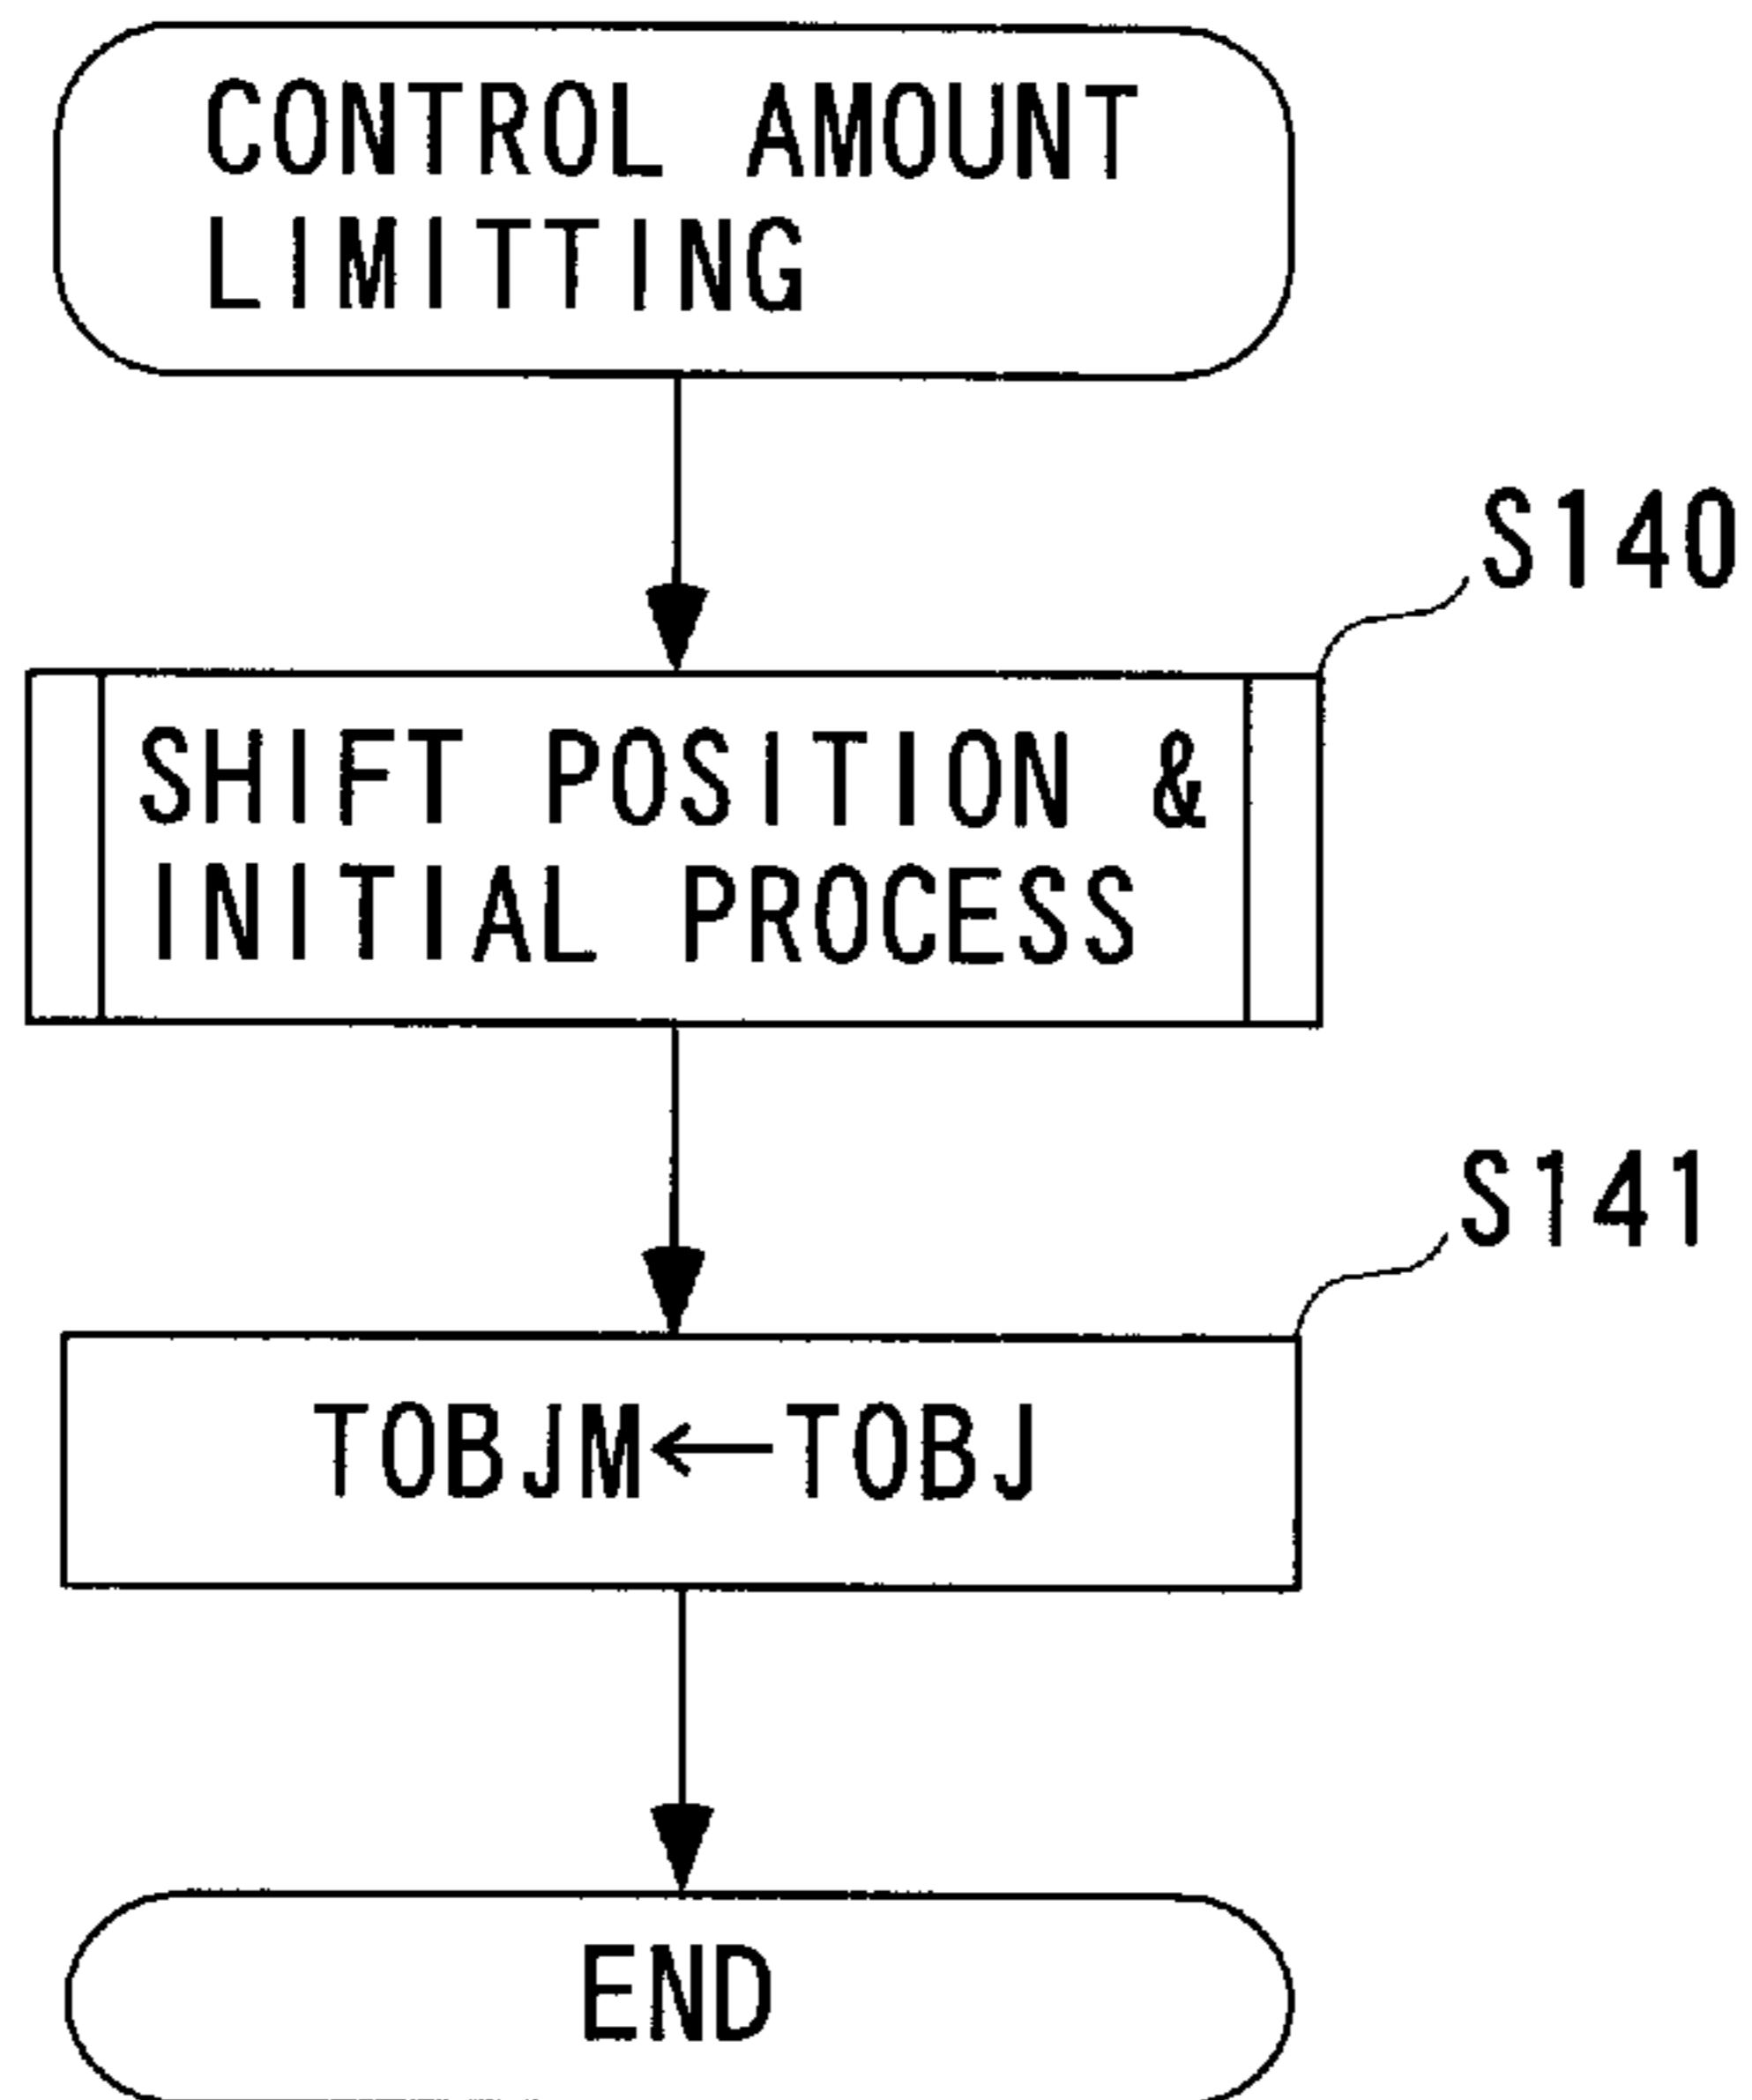 CONTROL AMOUNT
LIMITTING
S140
SHIFT POSITION &
INITIAL PROCESS
S141
TOBJM←TOBJ
END